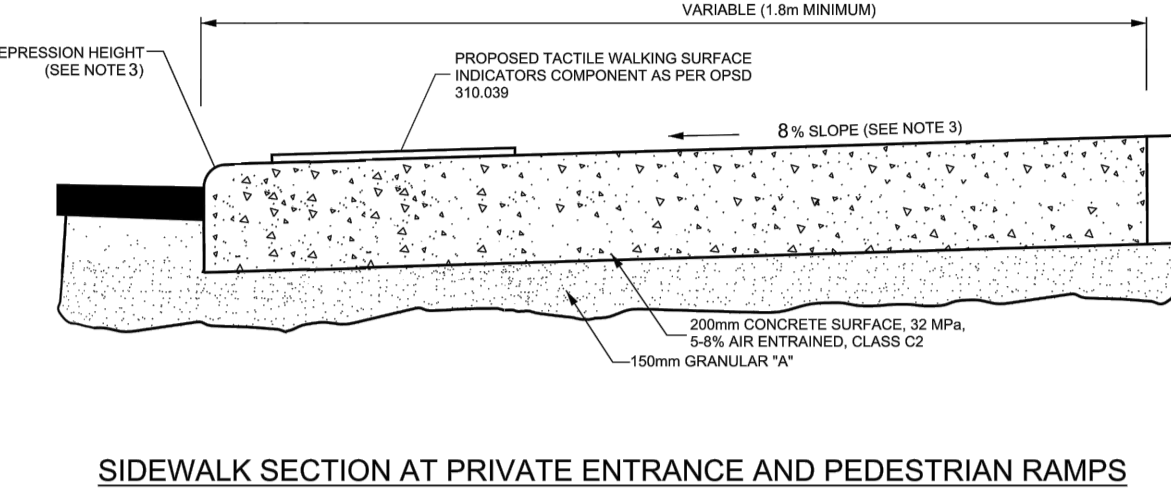 VARIABLE (1.8m MINIMUM)
EPRESSION HEIGHT
(SEE NOTE 3)
PROPOSED TACTILE WALKING SURFACE
INDICATORS COMPONENT AS PER OPSD
310.039
8% SLOPE (SEE NOTE 3)
200mm CONCRETE SURFACE, 32 MPa,
5-8% AIR ENTRAINED, CLASS C2
150mm GRANULAR "A"
SIDEWALK SECTION AT PRIVATE ENTRANCE AND PEDESTRIAN RAMPS